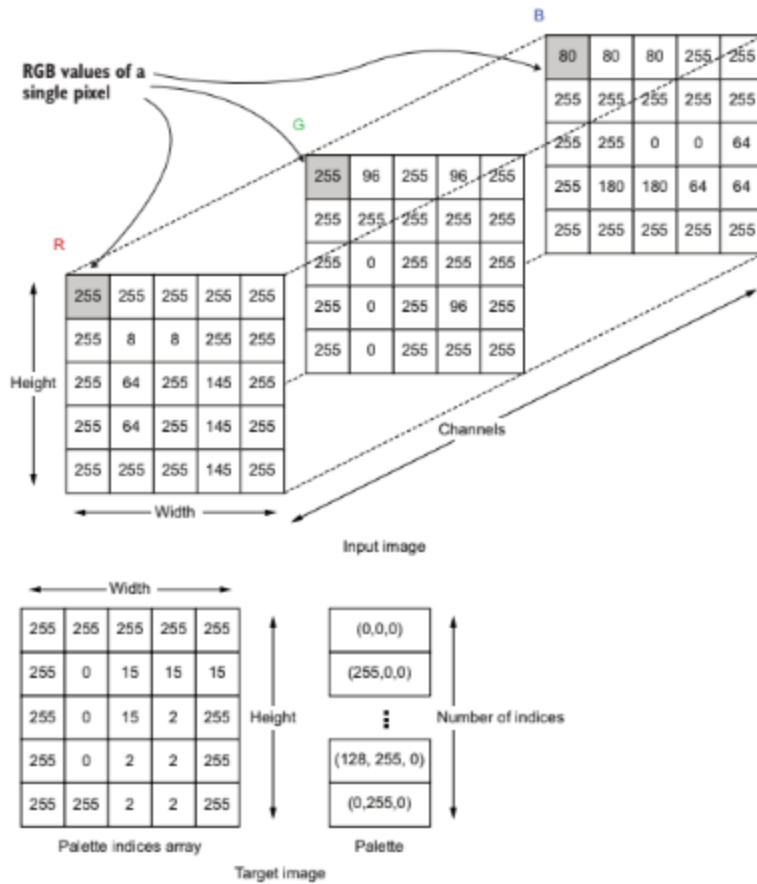 B
RGB values of a
single pixel
80 80 80 255 255
255 255 255 255 255
255 255 0 0 64
255 180 180 64 64
255 255 255 255 255
G
255 96 255 96 255
255 255 255 255 255
255 0 255 255 255
255 0 255 96 255
255 0 255 255 255
R
255 255 255 255 255
255 8 8 255 255
255 64 255 145 255
255 64 255 145 255
255 255 255 145 255
Height
Width
Channels
Input image
Width
255 255 255 255 255
255 0 15 15 15
255 0 15 2 255
255 0 2 2 255
255 255 2 2 255
Height
Palette indices array
(0,0,0)
(255,0,0)
(128, 255, 0)
(0,255,0)
Number of indices
Palette
Target image